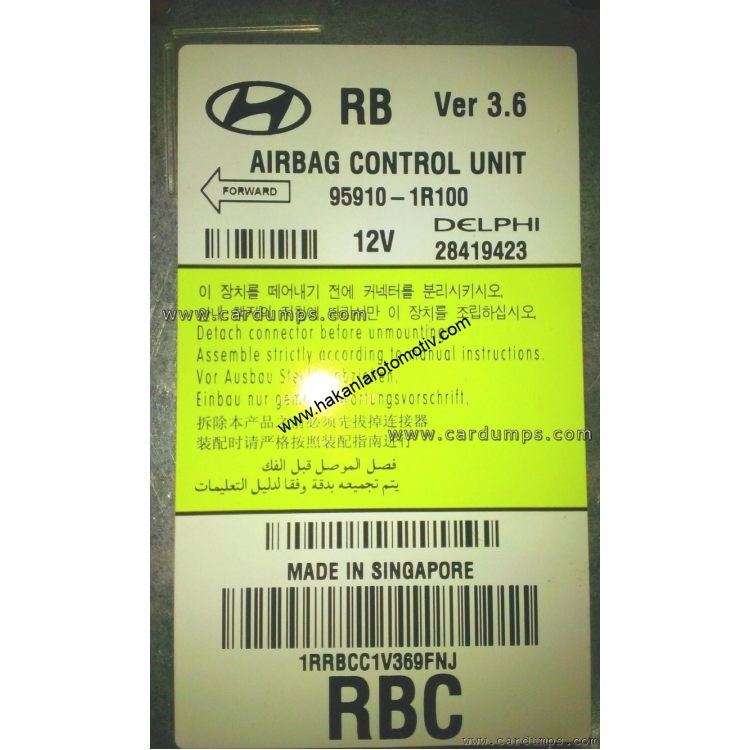 RB Ver 3.6
AIRBAG CONTROL UNIT
FORWARD
95910-1R100
12V
DELPHI
28419423
이 장치를 떼어내기 전에 커넥터를 분리시키시오.
이 장치를 조립하십시오.
www.cardumps.com
Detach connector before unmounting.
Assemble strictly according to manual instructions.
Vor Ausbau
Einbau nur
www.hakanlarotomotiv.com
拆除本产品之前必须先拔掉连接器
www.cardumps.com
装配时请严格按照装配指南进行
فصل الموصل قبل الفك
يتم تجميعه بدقة وفقا لدليل التعليمات
MADE IN SINGAPORE
1RRBCC1V369FNJ
RBC
www.cardumps.com